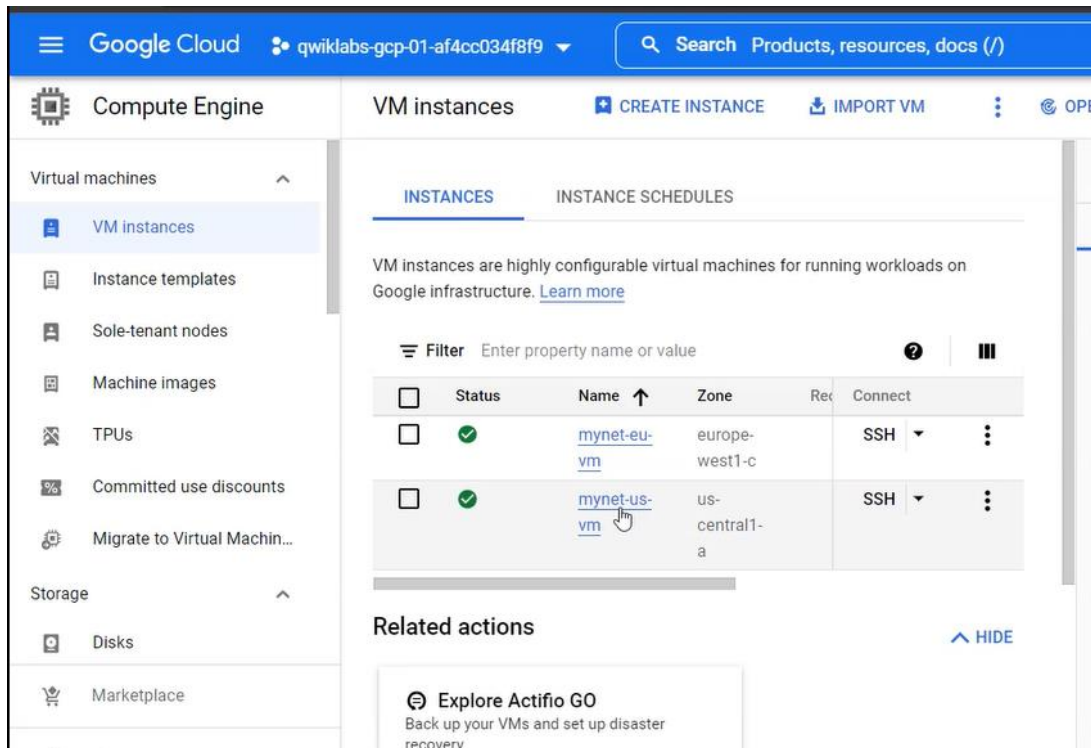 Google Cloud qwiklabs-gcp-01-af4cc034f8f9 Search Products, resources, docs (/)
Compute Engine
Virtual machines
VM instances
Instance templates
Sole-tenant nodes
Machine images
TPUs
Committed use discounts
Migrate to Virtual Machin...
Storage
Disks
Marketplace
VM instances CREATE INSTANCE IMPORT VM OPE
INSTANCES INSTANCE SCHEDULES
VM instances are highly configurable virtual machines for running workloads on
Google infrastructure. Learn more
Filter Enter property name or value
Status Name Zone Rec Connect
mynet-eu- europe- SSH
vm west1-c
mynet-us- us- SSH
vm central1-
a
Related actions
HIDE
Explore Actifio GO
Back up your VMs and set up disaster
recovery